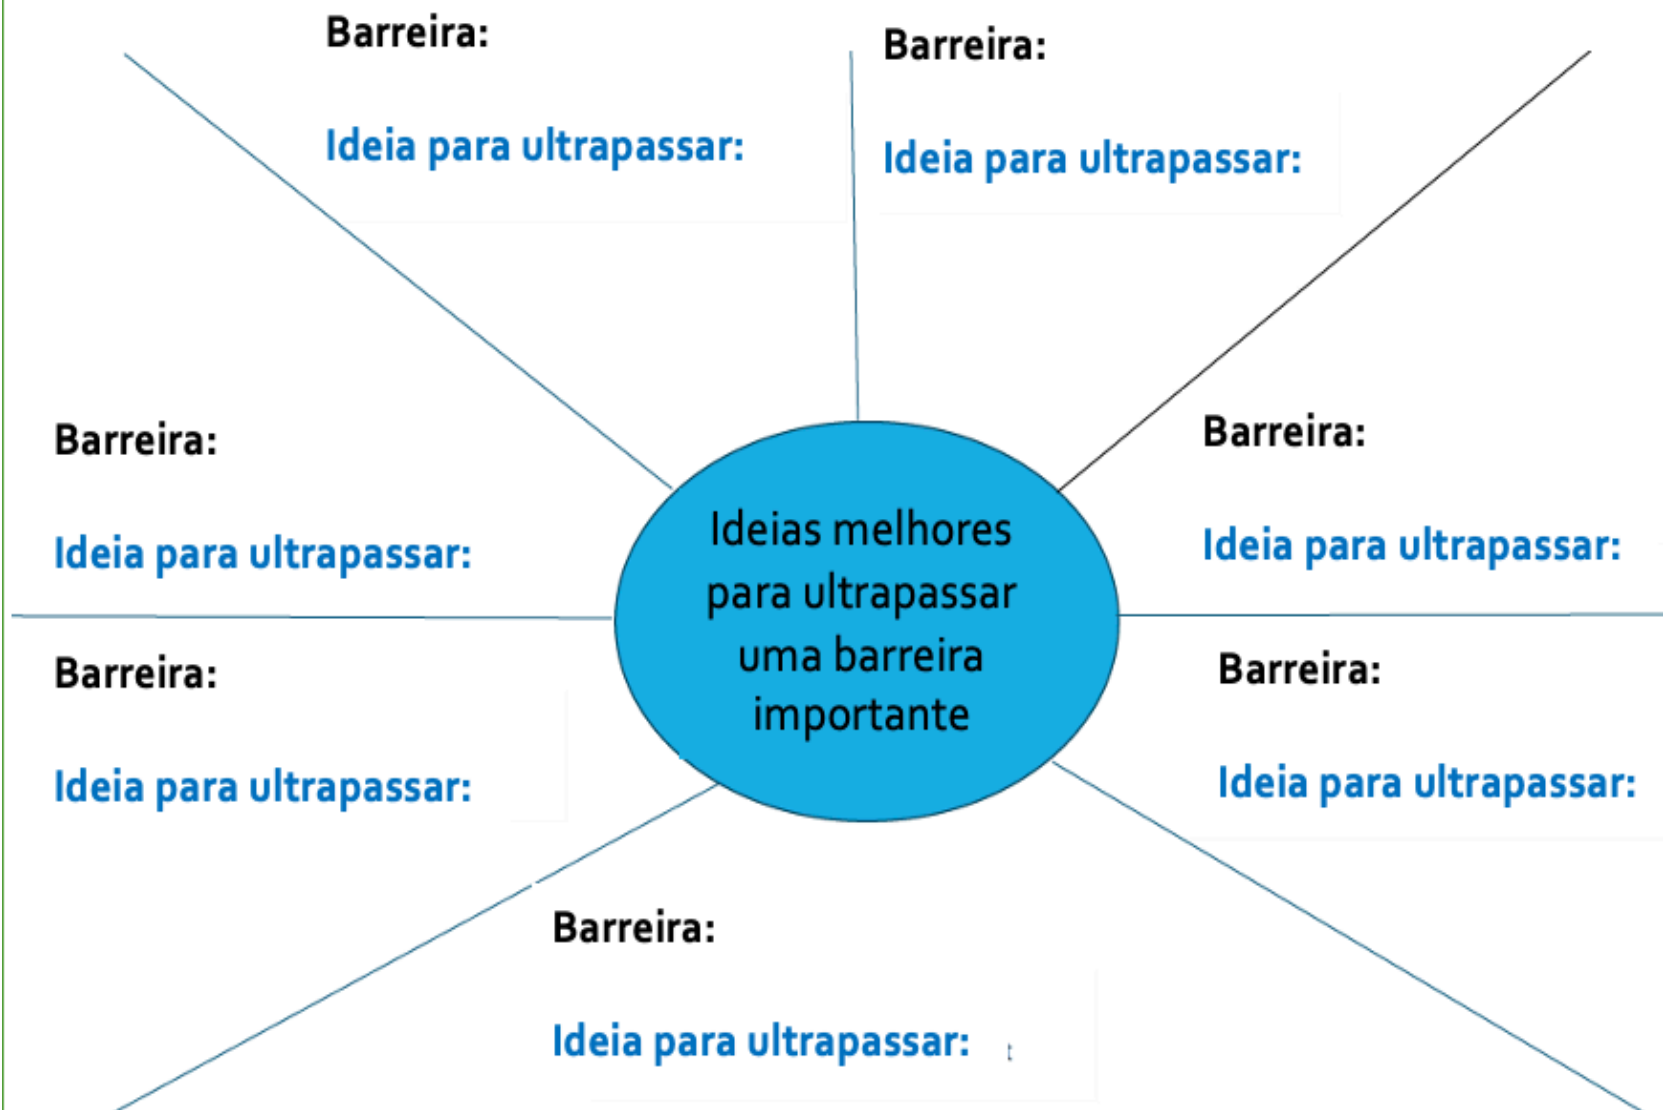 Barreira:
Ideia para ultrapassar:
Barreira:
Ideia para ultrapassar:
Barreira:
Ideia para ultrapassar:
Ideias melhores
para ultrapassar
uma barreira
importante
Barreira:
Ideia para ultrapassar:
Barreira:
Ideia para ultrapassar:
Barreira:
Ideia para ultrapassar:
Barreira:
Ideia para ultrapassar: t